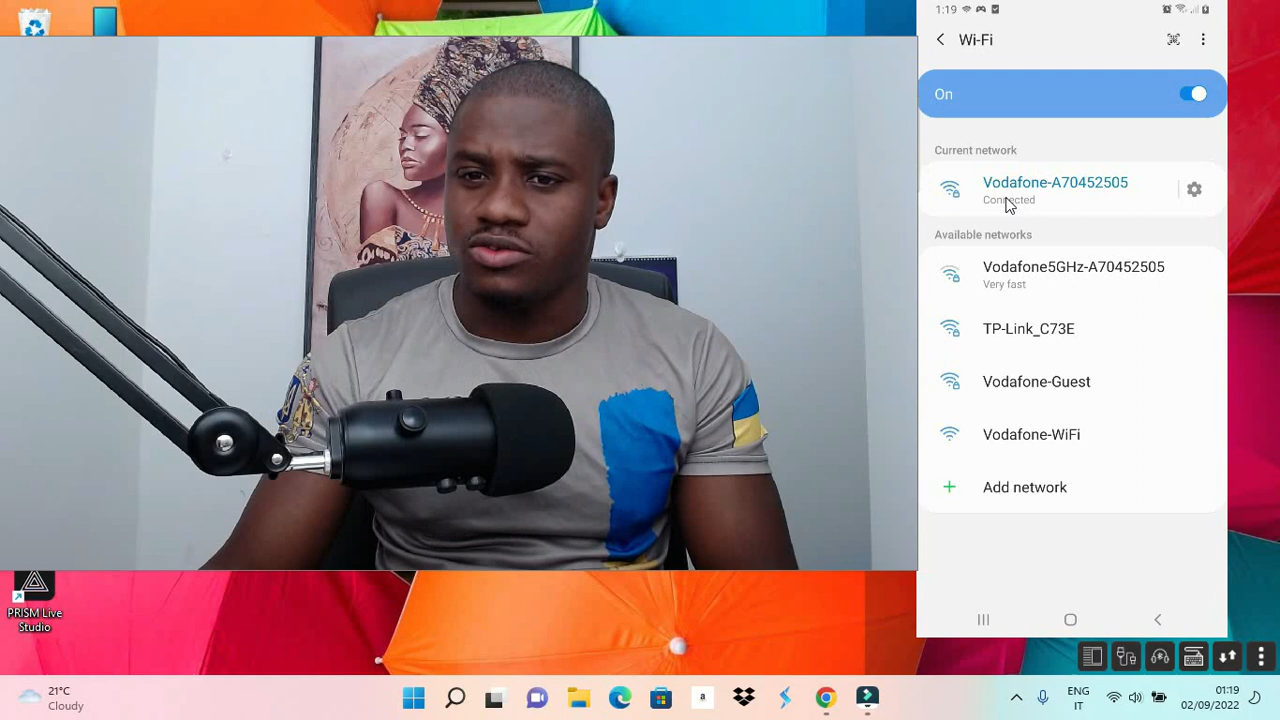 1:19
Wi-Fi
On
Current network
Vodafone-A70452505
Connected
Available networks
Vodafone5GHz-A70452505
Very fast
TP-Link_C73E
Vodafone-Guest
Vodafone-WiFi
Add network
PRISM Live
Studio
21°C
Cloudy
a
ENG
IT
01:19
02/09/2022